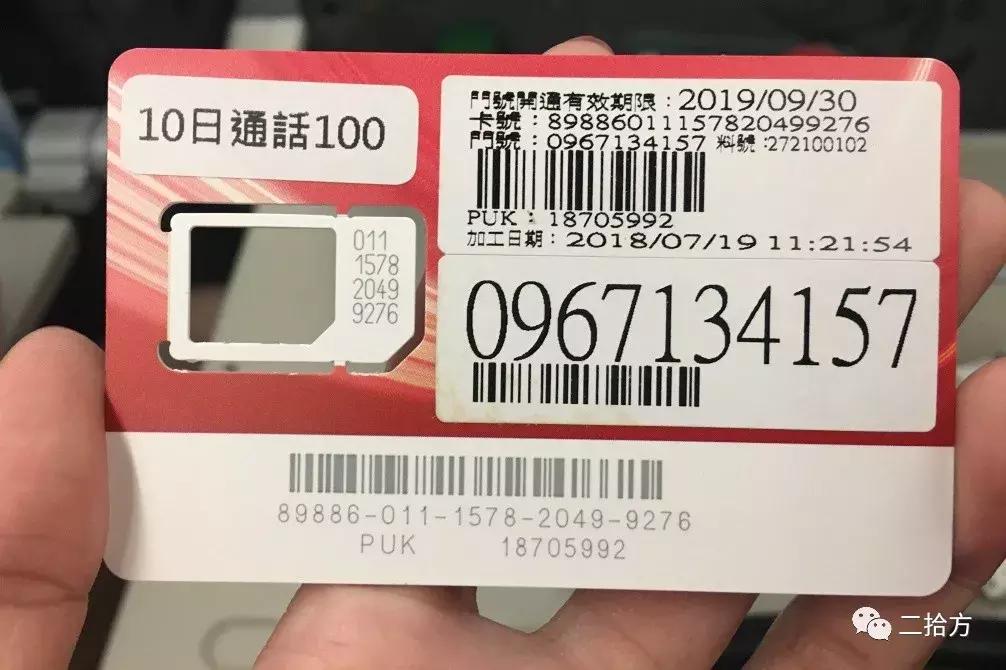 10日通話100
門號開通有效期限：2019/09/30
卡號：89886011157820499276
門號：0967134157 料號:272100102
PUK：18705992
加工日期：2018/07/19 11:21:54
011
1578
2049
9276
0967134157
89886-011-1578-2049-9276
PUK 18705992
二拾方